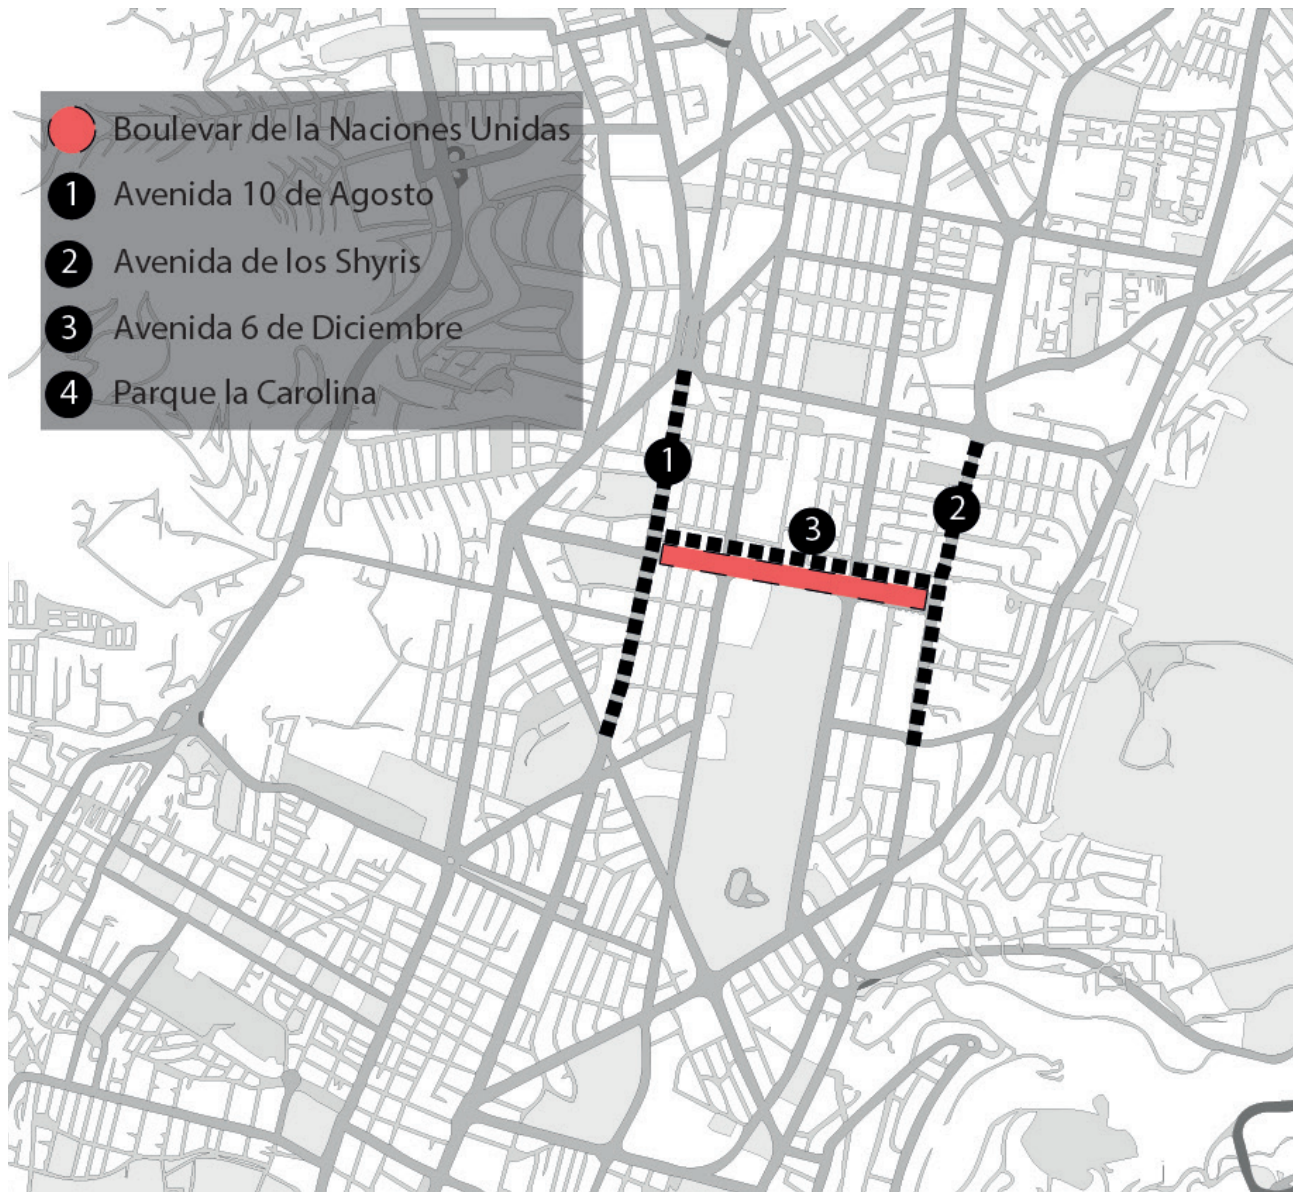 Boulevar de la Naciones Unidas
1 Avenida 10 de Agosto
2 Avenida de los Shyris
3 Avenida 6 de Diciembre
4 Parque la Carolina
1
2
3